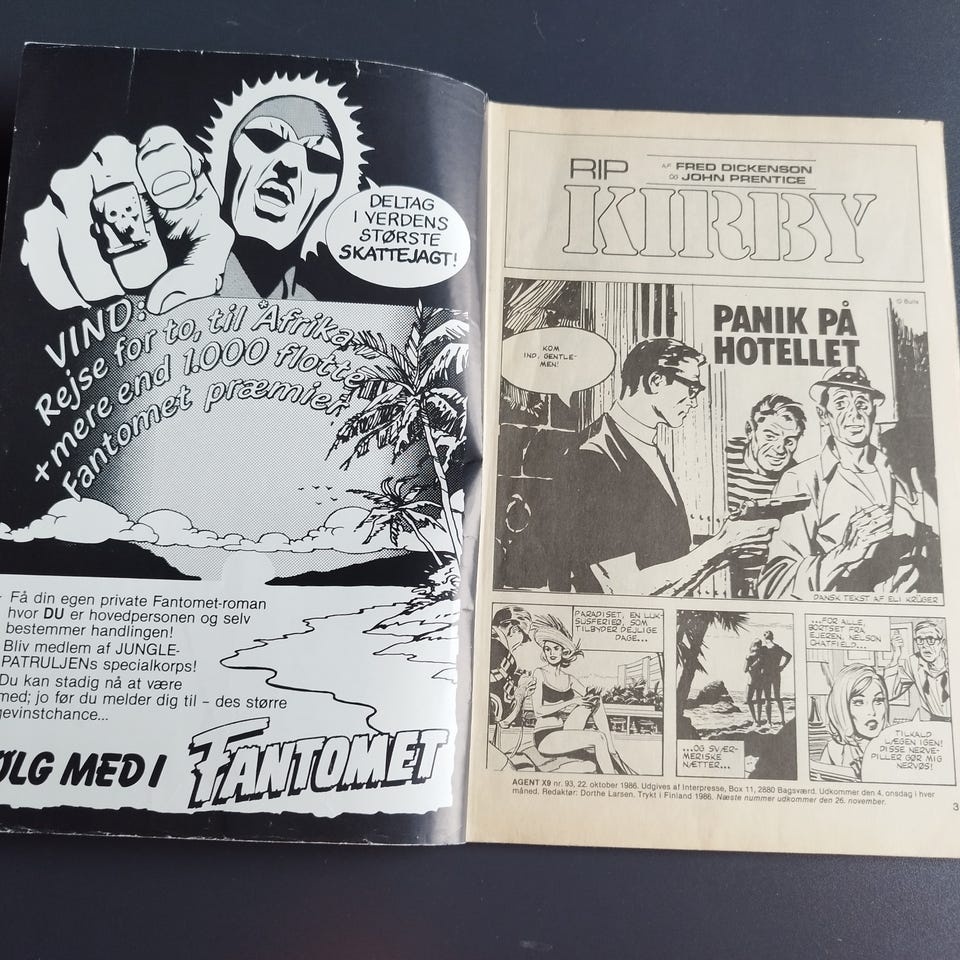 DELTAG
I VERDENS
STØRSTE
SKATTEJAGT!
VIND:
Rejse for to, til Afrika
+mere end 1.000 flotte
Fantomet præmier
Få din egen private Fantomet-roman
hvor DU er hovedpersonen og selv
bestemmer handlingen!
Bliv medlem af JUNGLE-
PATRULJENs specialkorps!
Du kan stadig nå at være
med; jo før du melder dig til – des større
gevinstchance...
ØLG MED I FANTOMET
RIP AF FRED DICKENSON
OG JOHN PRENTICE
KIRBY
© Bulls
PANIK PÅ
HOTELLET
KOM
IND, GENTLE-
MEN!
DANSK TEKST AF ELI KRÜGER
PARADISET, EN LUK-
SUSFERIEØ, SOM
TILBYDER DEJLIGE
DAGE...
...OG SVÆR-
MERISKE
NÆTTER...
...FOR ALLE,
BORTSET FRA
EJEREN, NELSON
CHATFIELD...
TILKALD
LÆGEN IGEN!
DISSE NERVE-
PILLER GØR MIG
NERVØS!
AGENT X9 nr. 93, 22. oktober 1986. Udgives af Interpresse, Box 11, 2880 Bagsværd. Udkommer den 4. onsdag i hver
måned. Redaktør: Dorthe Larsen. Trykt i Finland 1986. Næste nummer udkommer den 26. november.
3